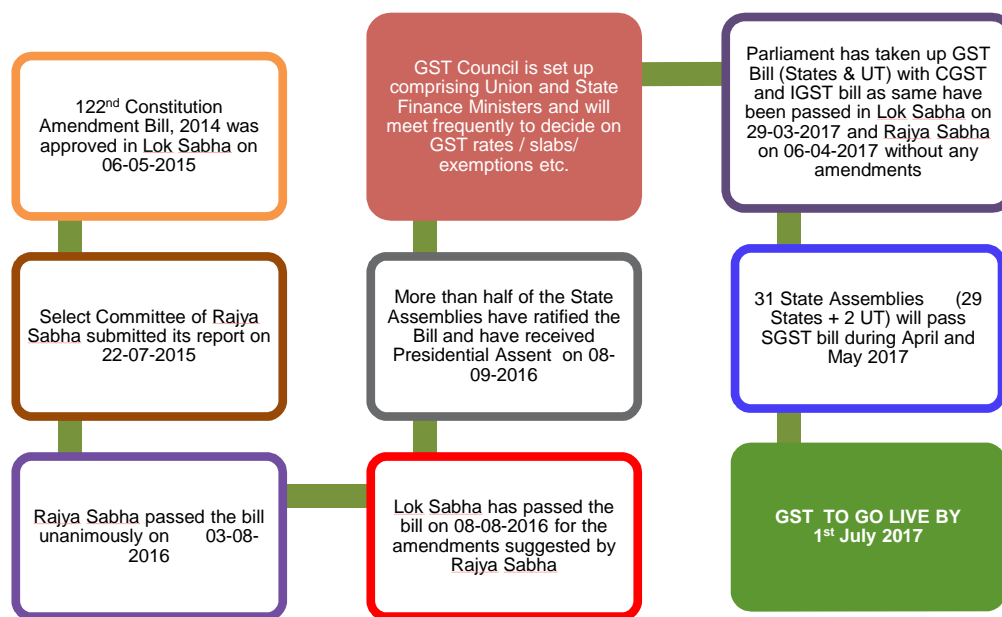 122nd Constitution
Amendment Bill, 2014 was
approved in Lok Sabha on
06-05-2015
Select Committee of Rajya
Sabha submitted its report on
22-07-2015
Rajya Sabha passed the bill
unanimously on 03-08-
2016
Lok Sabha has passed the
bill on 08-08-2016 for the
amendments suggested by
Rajya Sabha
More than half of the State
Assemblies have ratified the
Bill and have received
Presidential Assent on 08-
09-2016
GST Council is set up
comprising Union and State
Finance Ministers and will
meet frequently to decide on
GST rates / slabs/
exemptions etc.
Parliament has taken up GST
Bill (States & UT) with CGST
and IGST bill as same have
been passed in Lok Sabha on
29-03-2017 and Rajya Sabha
on 06-04-2017 without any
amendments
31 State Assemblies (29
States + 2 UT) will pass
SGST bill during April and
May 2017
GST TO GO LIVE BY
1st July 2017